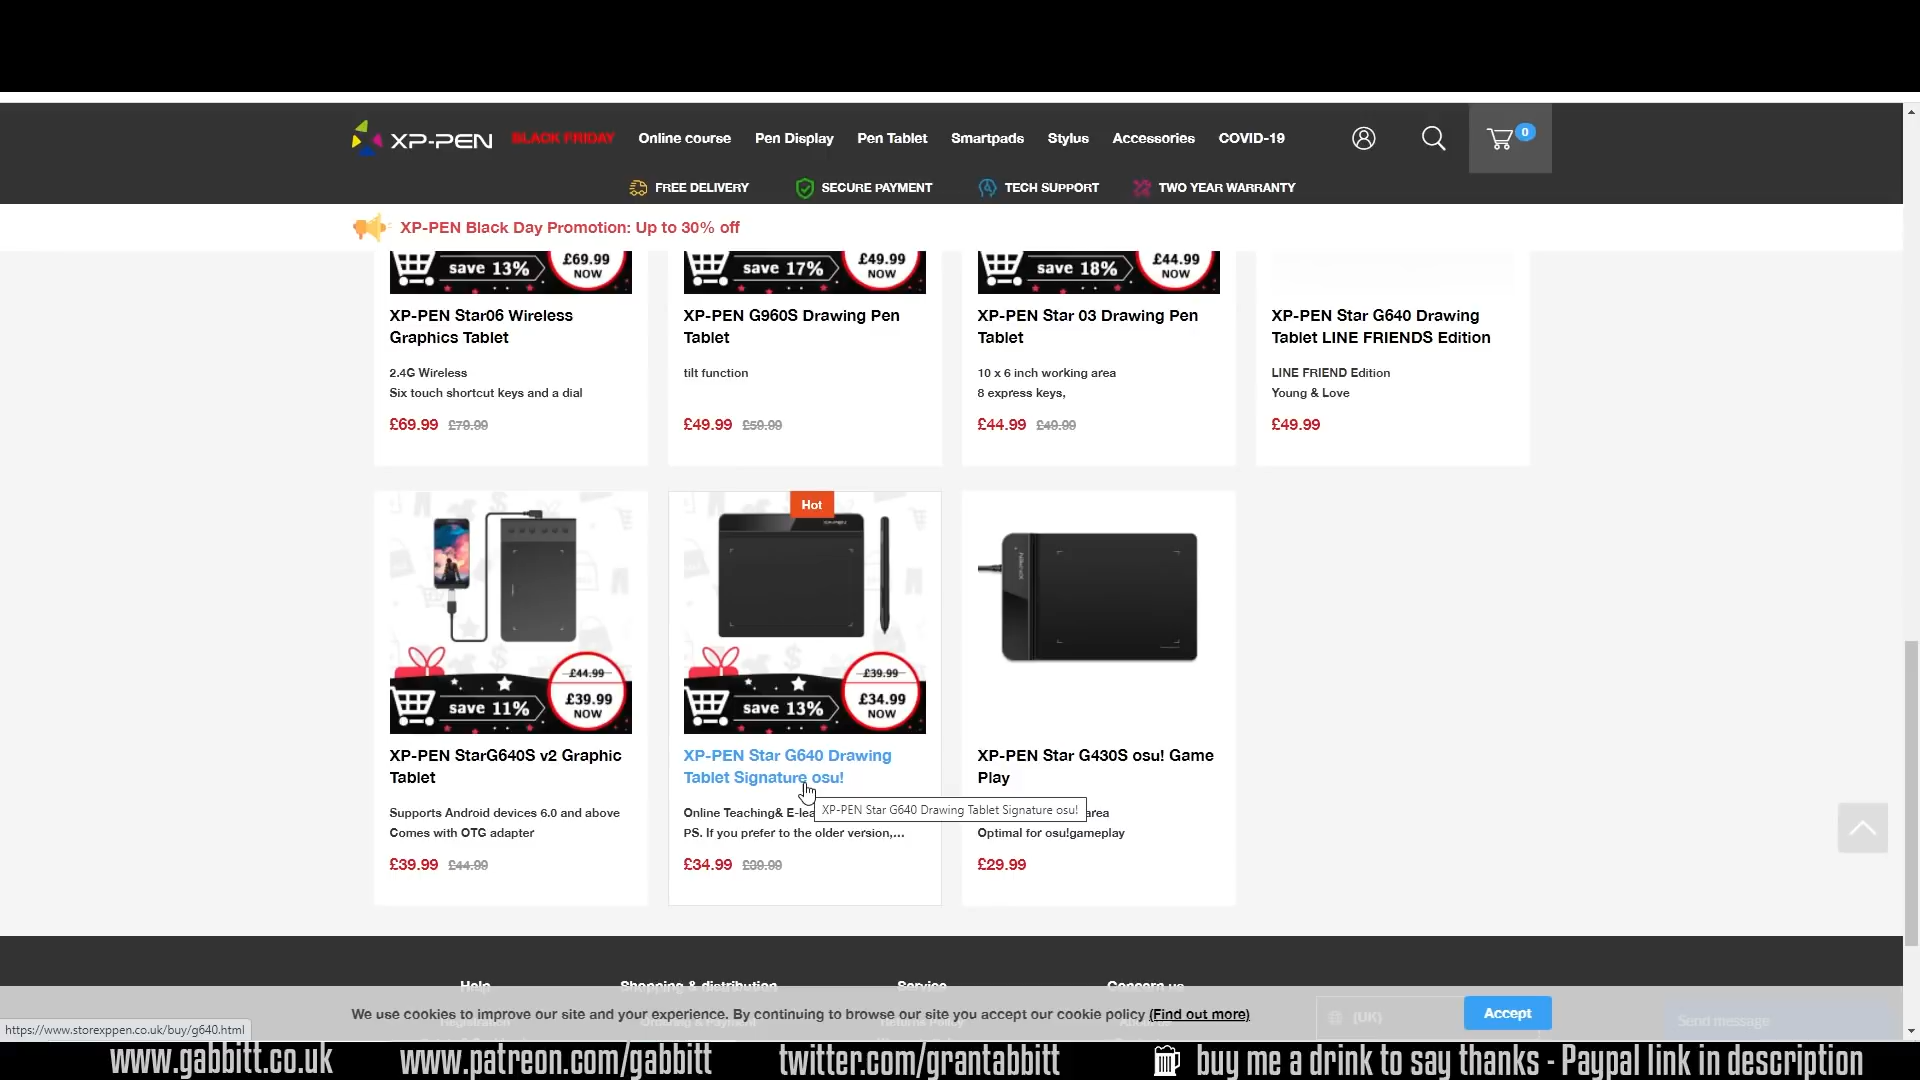 XP-PEN BLACK FRIDAY Online course Pen Display Pen Tablet Smartpads Stylus Accessories COVID-19 0
FREE DELIVERY SECURE PAYMENT TECH SUPPORT TWO YEAR WARRANTY
XP-PEN Black Day Promotion: Up to 30% off
save 13% £69.99 NOW
save 17% £49.99 NOW
save 18% £44.99 NOW
XP-PEN Star06 Wireless
Graphics Tablet
2.4G Wireless
Six touch shortcut keys and a dial
£69.99 £79.99
XP-PEN G960S Drawing Pen
Tablet
tilt function
£49.99 £59.99
XP-PEN Star 03 Drawing Pen
Tablet
10 x 6 inch working area
8 express keys,
£44.99 £49.99
XP-PEN Star G640 Drawing
Tablet LINE FRIENDS Edition
LINE FRIEND Edition
Young & Love
£49.99
£44.99
£39.99
NOW
save 11%
XP-PEN StarG640S v2 Graphic
Tablet
Supports Android devices 6.0 and above
Comes with OTG adapter
£39.99 £44.99
Hot
XP-PEN
£39.99
£34.99
NOW
save 13%
XP-PEN Star G640 Drawing
Tablet Signature osu!
Online Teaching& E-lea
PS. If you prefer to the older version,...
£34.99 £39.99
XP-PEN Star G640 Drawing Tablet Signature osu!
XP-PEN Star G430S osu! Game
Play
area
Optimal for osu!gameplay
£29.99
Help Shopping & distribution Service Concern us
We use cookies to improve our site and your experience. By continuing to browse our site you accept our cookie policy (Find out more)
(UK)
Accept
Send message
https://www.storexppen.co.uk/buy/g640.html
www.gabbitt.co.uk www.patreon.com/gabbitt twitter.com/grantabbitt buy me a drink to say thanks - Paypal link in description